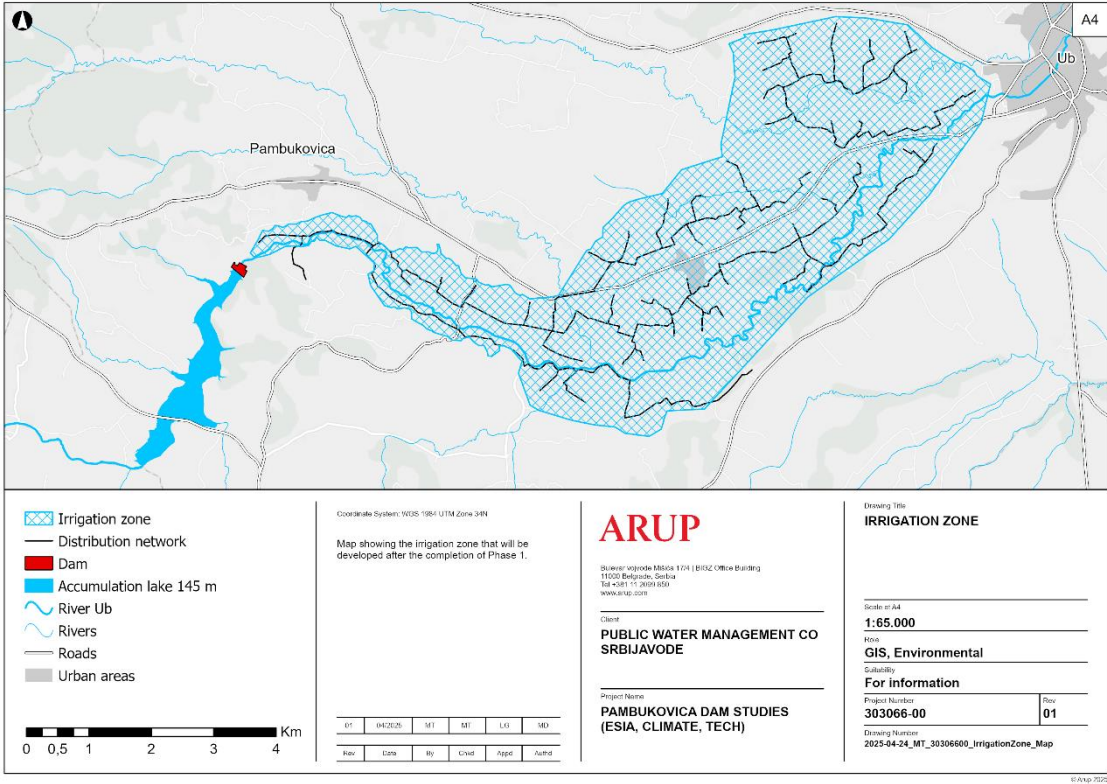 A4
Ub
Pambukovica
Irrigation zone
Distribution network
Dam
Accumulation lake 145 m
River Ub
Rivers
Roads
Urban areas
Km
0 0,5 1 2 3 4
Coordinate System: WGS 1984 UTM Zone 34N
Map showing the irrigation zone that will be
developed after the completion of Phase 1.
01 04/2025 MT MT LG MD
Rev Date By Chkd Appd Authd
ARUP
Bulevar vojvode Mišića 17/4 | BIGZ Office Building
11000 Belgrade, Serbia
Tel +381 11 2099 850
www.arup.com
Client
PUBLIC WATER MANAGEMENT CO
SRBIJAVODE
Project Name
PAMBUKOVICA DAM STUDIES
(ESIA, CLIMATE, TECH)
Drawing Title
IRRIGATION ZONE
Scale at A4
1:65.000
Role
GIS, Environmental
Suitability
For information
Project Number
303066-00
Rev
01
Drawing Number
2025-04-24_MT_30306600_IrrigationZone_Map
© Arup 2025